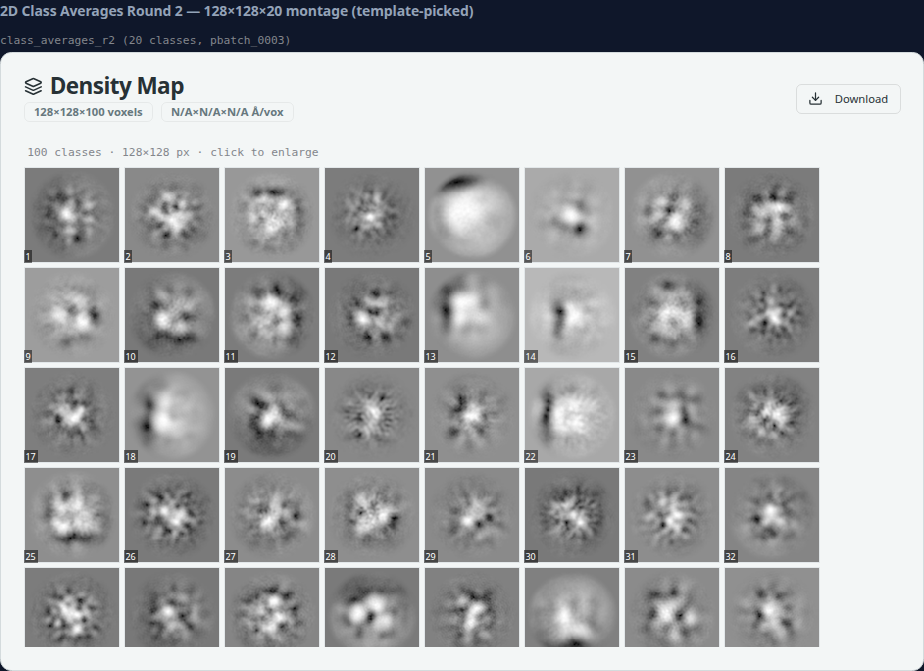 2D Class Averages Round 2 — 128×128×20 montage (template-picked)
class_averages_r2 (20 classes, pbatch_0003)
Density Map
128×128×100 voxels N/A×N/A×N/A Å/vox
Download
100 classes · 128×128 px · click to enlarge
1 2 3 4 5 6 7 8
9 10 11 12 13 14 15 16
17 18 19 20 21 22 23 24
25 26 27 28 29 30 31 32